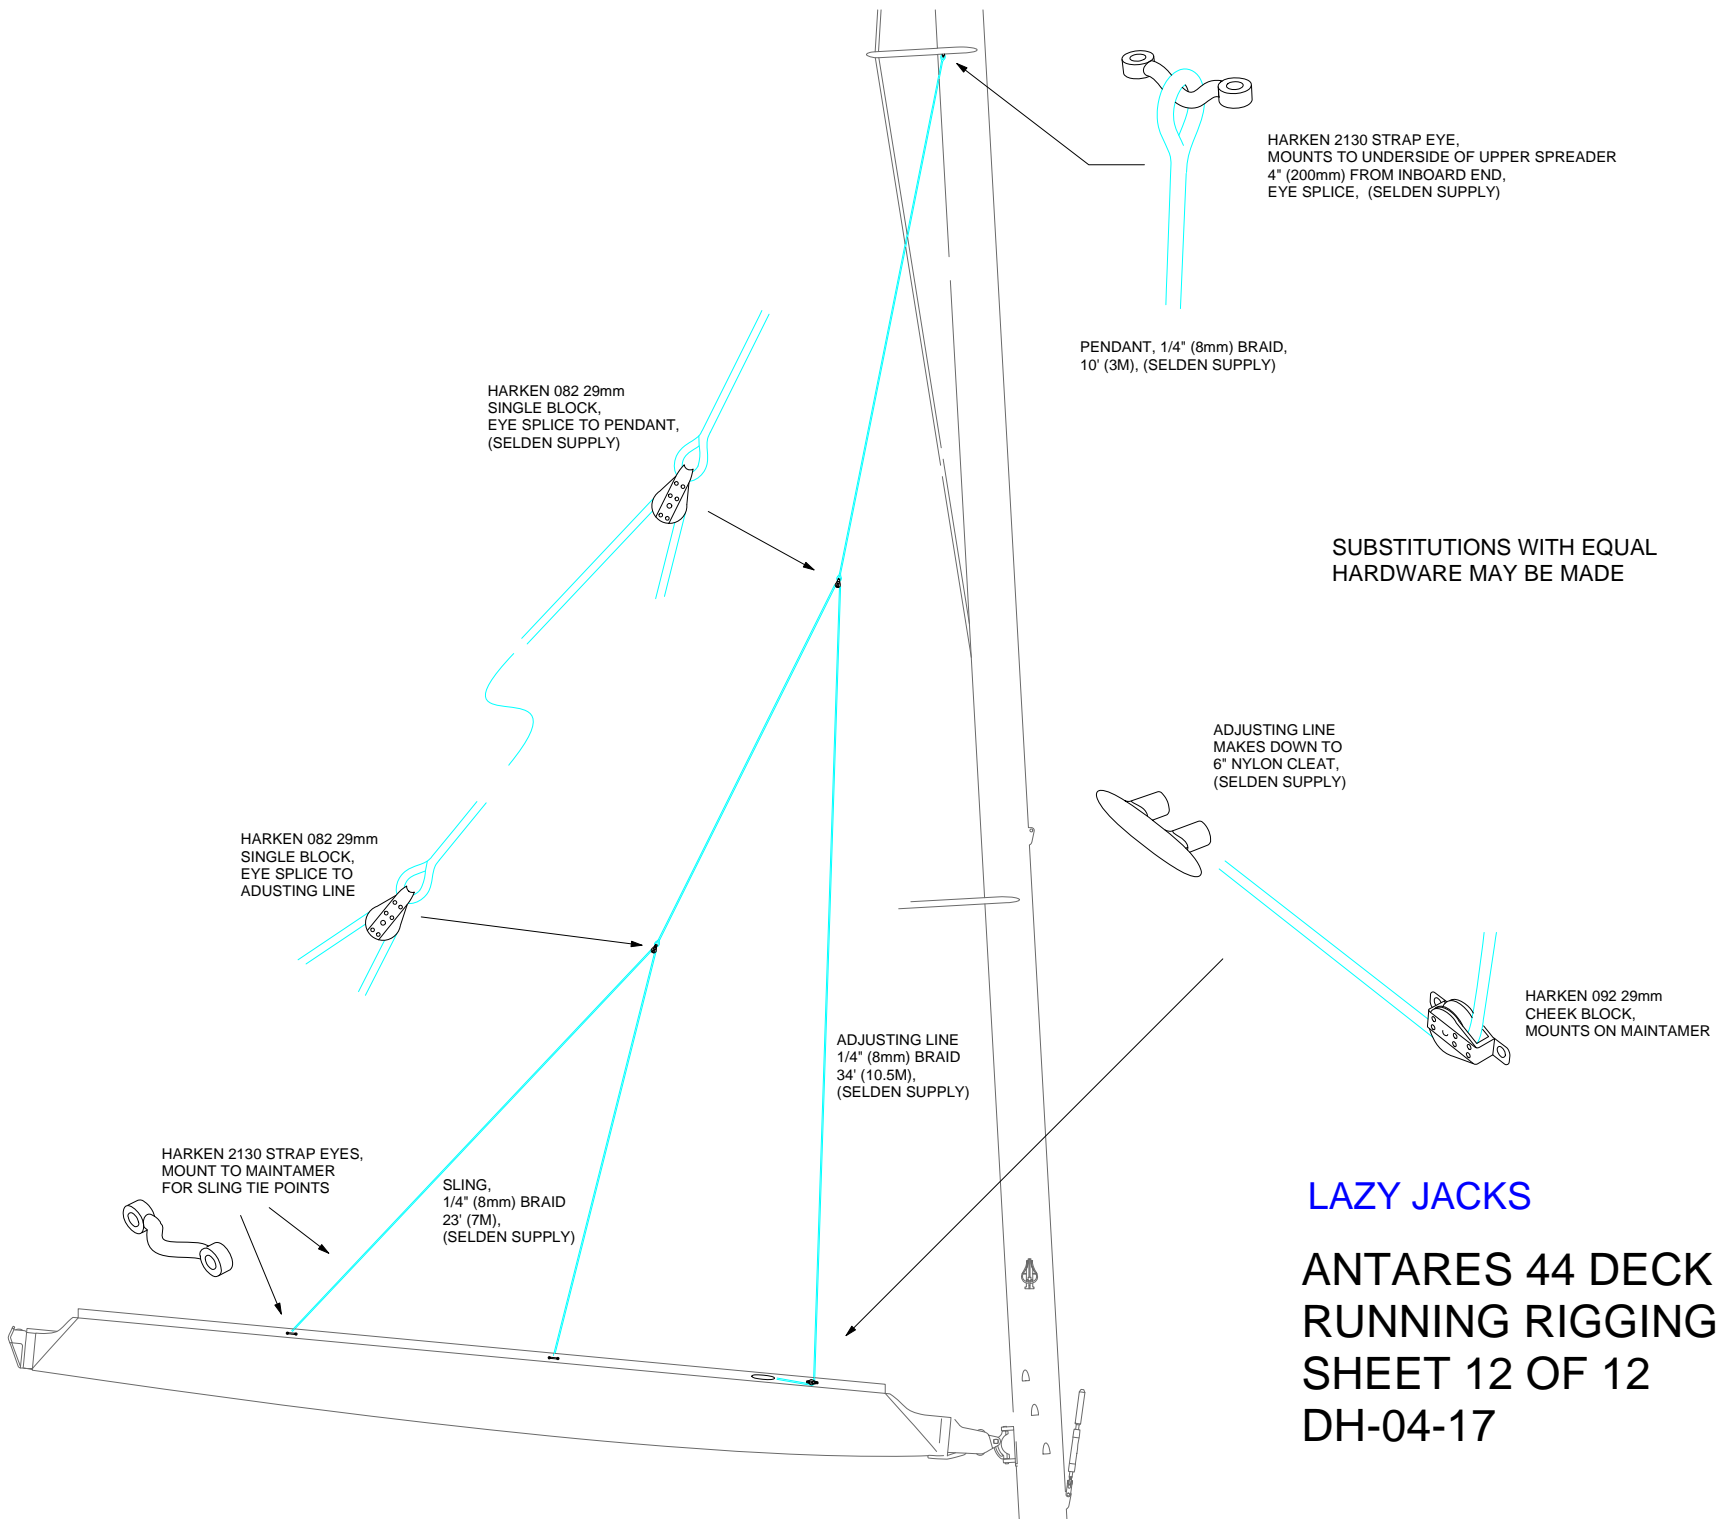 HARKEN 2130 STRAP EYE,
MOUNTS TO UNDERSIDE OF UPPER SPREADER
4" (200mm) FROM INBOARD END,
EYE SPLICE, (SELDEN SUPPLY)
PENDANT, 1/4" (8mm) BRAID,
10' (3M), (SELDEN SUPPLY)
HARKEN 082 29mm
SINGLE BLOCK,
EYE SPLICE TO PENDANT,
(SELDEN SUPPLY)
SUBSTITUTIONS WITH EQUAL
HARDWARE MAY BE MADE
ADJUSTING LINE
MAKES DOWN TO
6" NYLON CLEAT,
(SELDEN SUPPLY)
HARKEN 082 29mm
SINGLE BLOCK,
EYE SPLICE TO
ADUSTING LINE
HARKEN 092 29mm
CHEEK BLOCK,
MOUNTS ON MAINTAMER
ADJUSTING LINE
1/4" (8mm) BRAID
34' (10.5M),
(SELDEN SUPPLY)
HARKEN 2130 STRAP EYES,
MOUNT TO MAINTAMER
FOR SLING TIE POINTS
SLING,
1/4" (8mm) BRAID
23' (7M),
(SELDEN SUPPLY)
LAZY JACKS
ANTARES 44 DECK
RUNNING RIGGING
SHEET 12 OF 12
DH-04-17